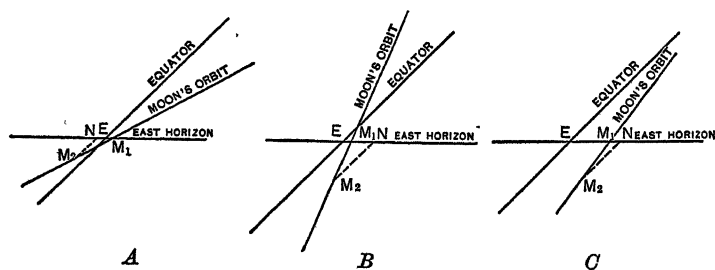 EQUATOR
MOON'S ORBIT
N E
EAST HORIZON
M₂
M₁
A
MOON'S ORBIT
EQUATOR
E
M₁ N EAST HORIZON
M₂
B
EQUATOR
MOON'S ORBIT
E
M₁ N EAST HORIZON
M₂
C